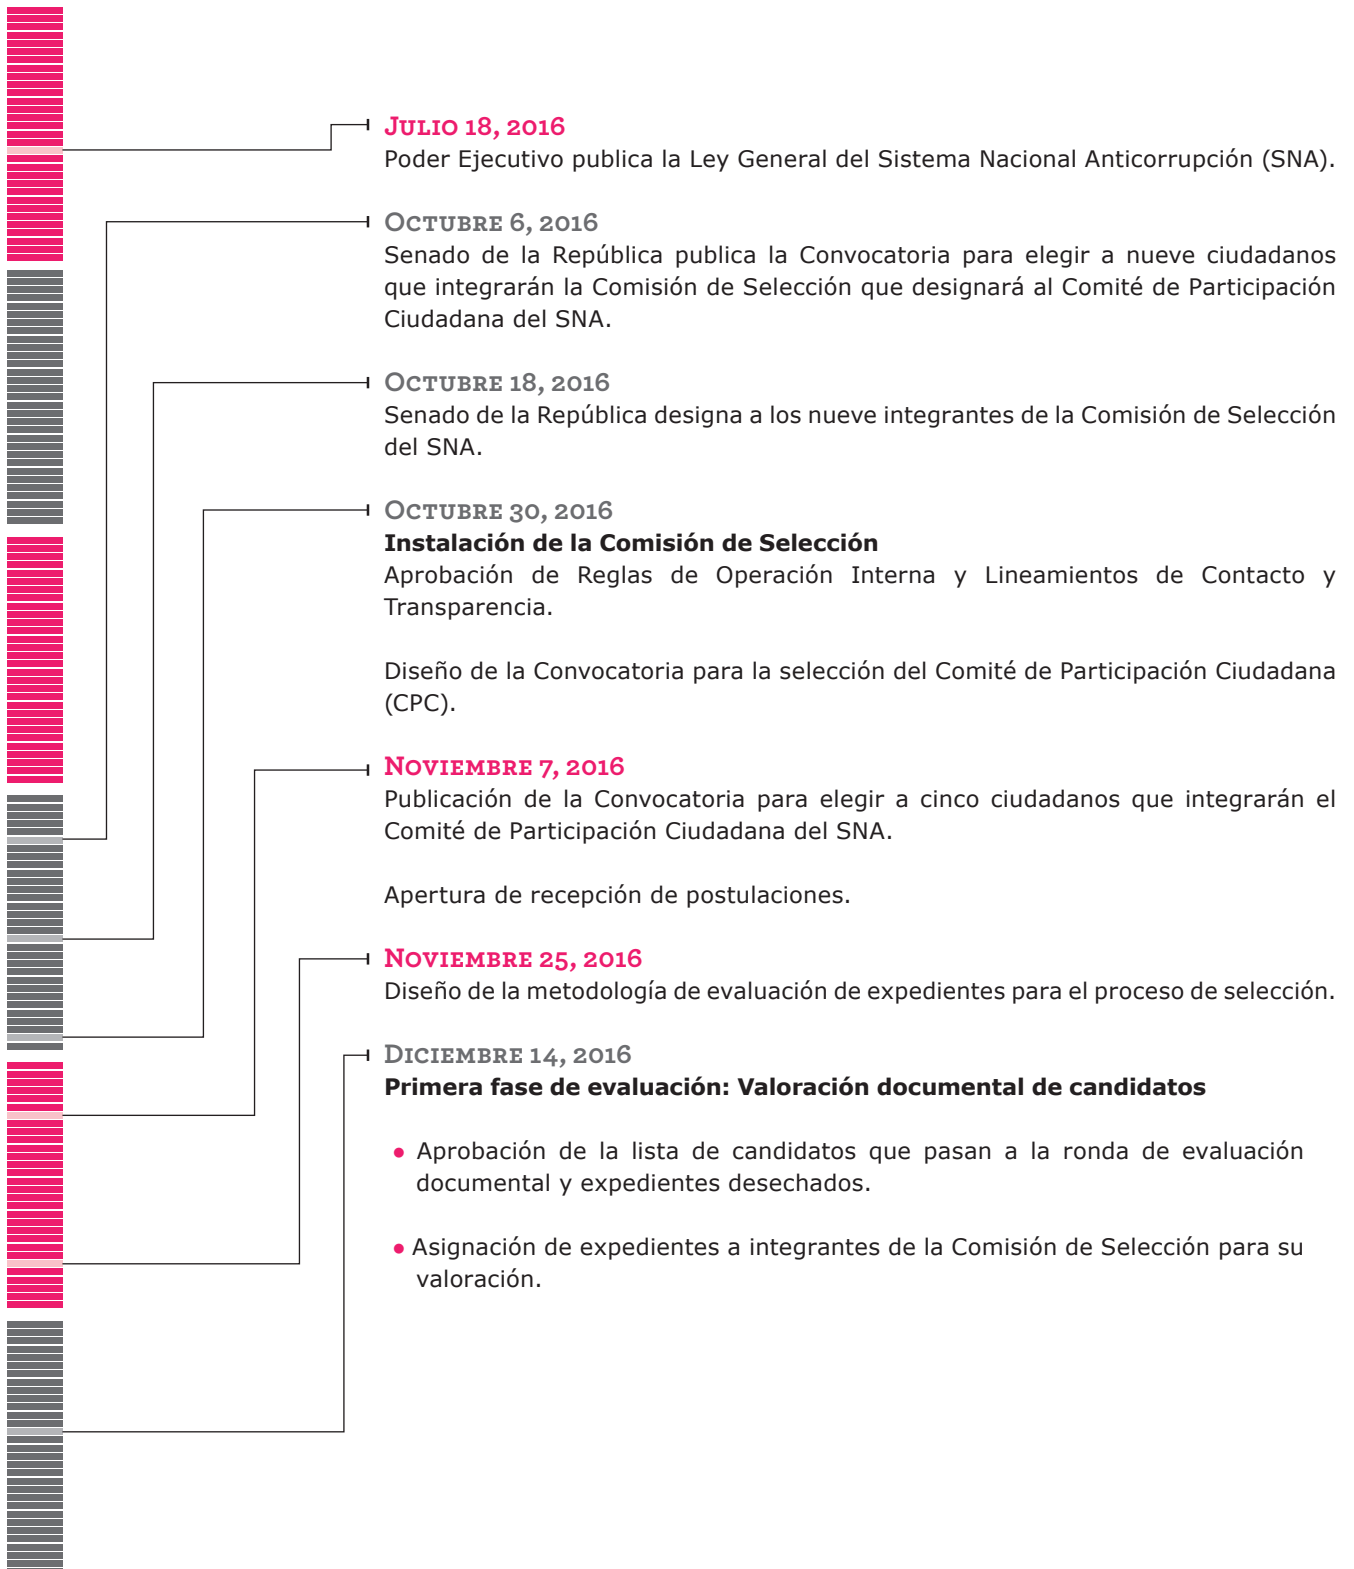 Julio 18, 2016
Poder Ejecutivo publica la Ley General del Sistema Nacional Anticorrupción (SNA).
Octubre 6, 2016
Senado de la República publica la Convocatoria para elegir a nueve ciudadanos
que integrarán la Comisión de Selección que designará al Comité de Participación
Ciudadana del SNA.
Octubre 18, 2016
Senado de la República designa a los nueve integrantes de la Comisión de Selección
del SNA.
Octubre 30, 2016
Instalación de la Comisión de Selección
Aprobación de Reglas de Operación Interna y Lineamientos de Contacto y
Transparencia.
Diseño de la Convocatoria para la selección del Comité de Participación Ciudadana
(CPC).
Noviembre 7, 2016
Publicación de la Convocatoria para elegir a cinco ciudadanos que integrarán el
Comité de Participación Ciudadana del SNA.
Apertura de recepción de postulaciones.
Noviembre 25, 2016
Diseño de la metodología de evaluación de expedientes para el proceso de selección.
Diciembre 14, 2016
Primera fase de evaluación: Valoración documental de candidatos
• Aprobación de la lista de candidatos que pasan a la ronda de evaluación
documental y expedientes desechados.
• Asignación de expedientes a integrantes de la Comisión de Selección para su
valoración.